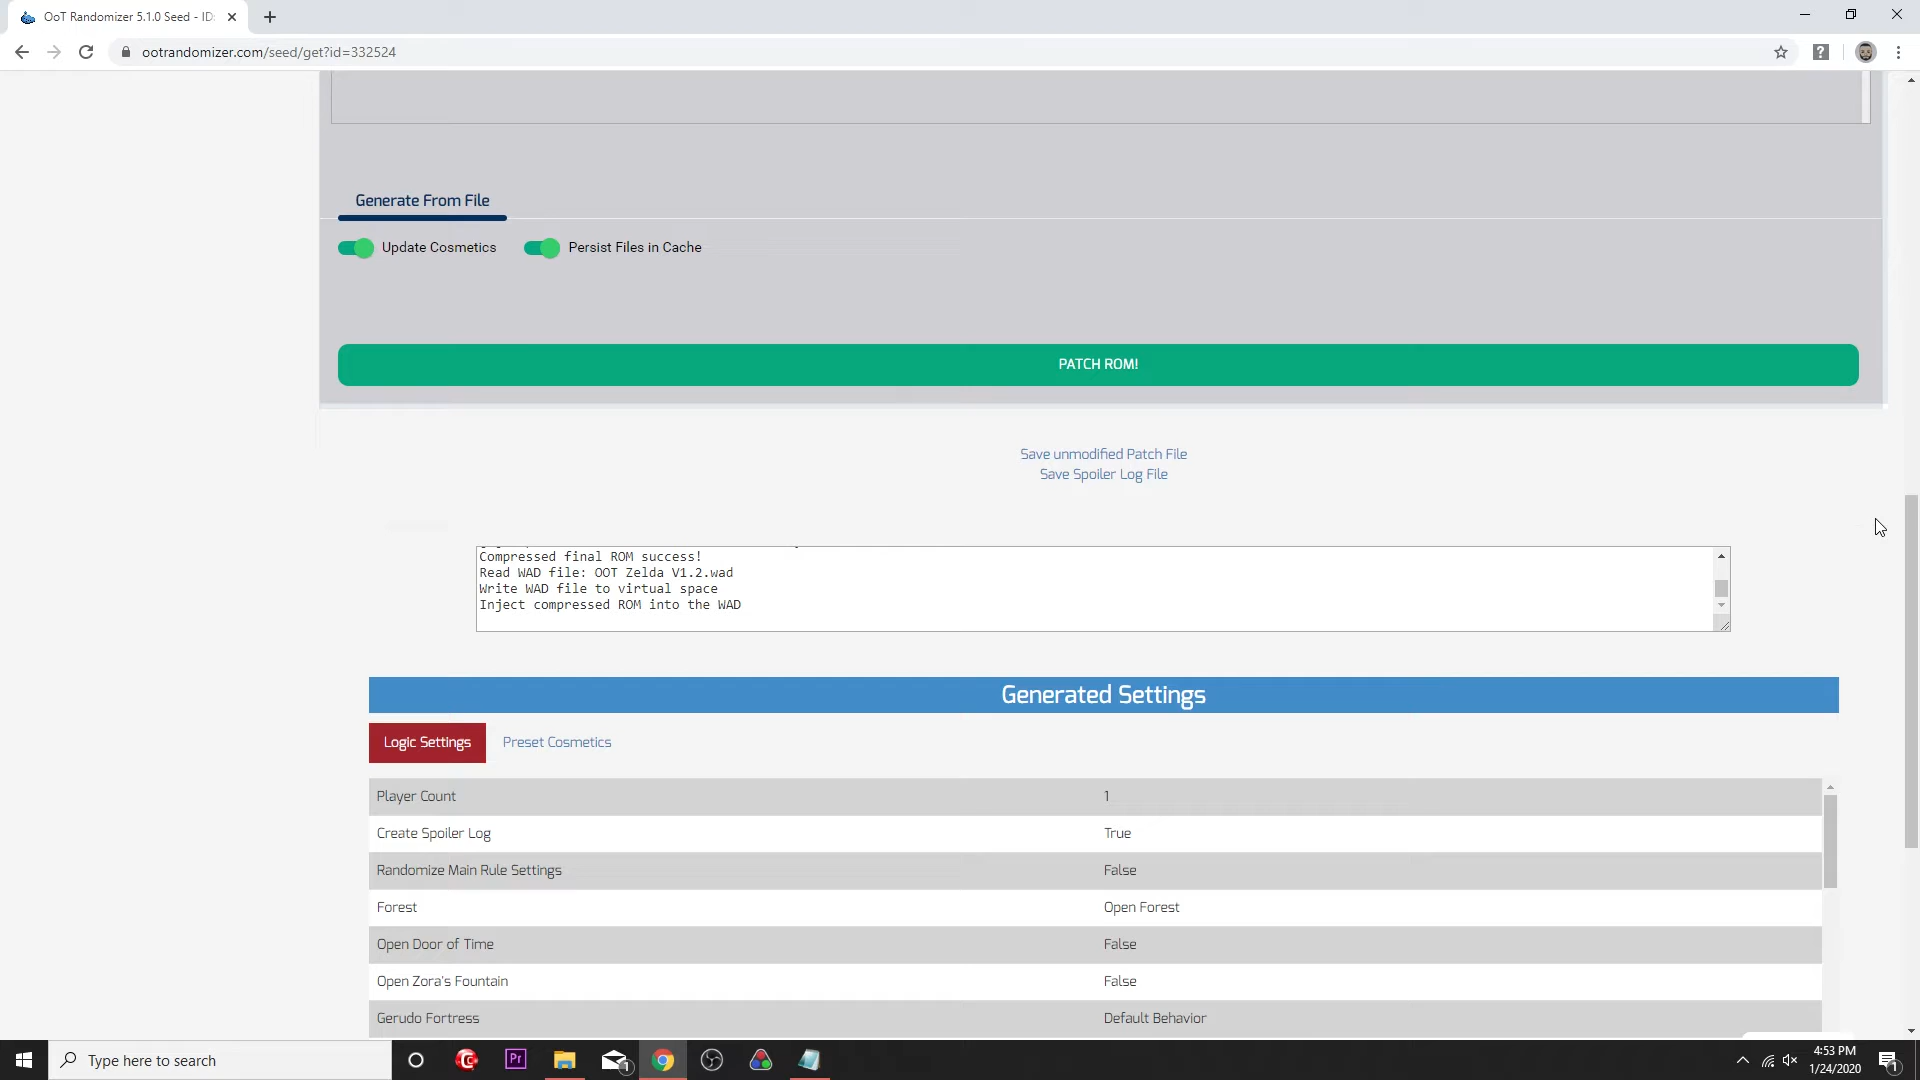 OoT Randomizer 5.1.0 Seed - ID:
ootrandomizer.com/seed/get?id=332524
Generate From File
Update Cosmetics
Persist Files in Cache
PATCH ROM!
Save unmodified Patch File
Save Spoiler Log File
Compressed final ROM success!
Read WAD file: OOT Zelda V1.2.wad
Write WAD file to virtual space
Inject compressed ROM into the WAD
Generated Settings
Logic Settings
Preset Cosmetics
Player Count 1
Create Spoiler Log True
Randomize Main Rule Settings False
Forest Open Forest
Open Door of Time False
Open Zora's Fountain False
Gerudo Fortress Default Behavior
Type here to search
Pr
1
4:53 PM
1/24/2020
1